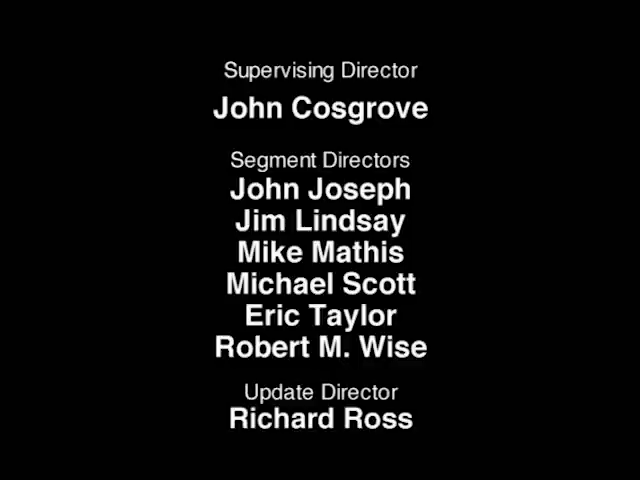 Supervising Director
John Cosgrove
Segment Directors
John Joseph
Jim Lindsay
Mike Mathis
Michael Scott
Eric Taylor
Robert M. Wise
Update Director
Richard Ross